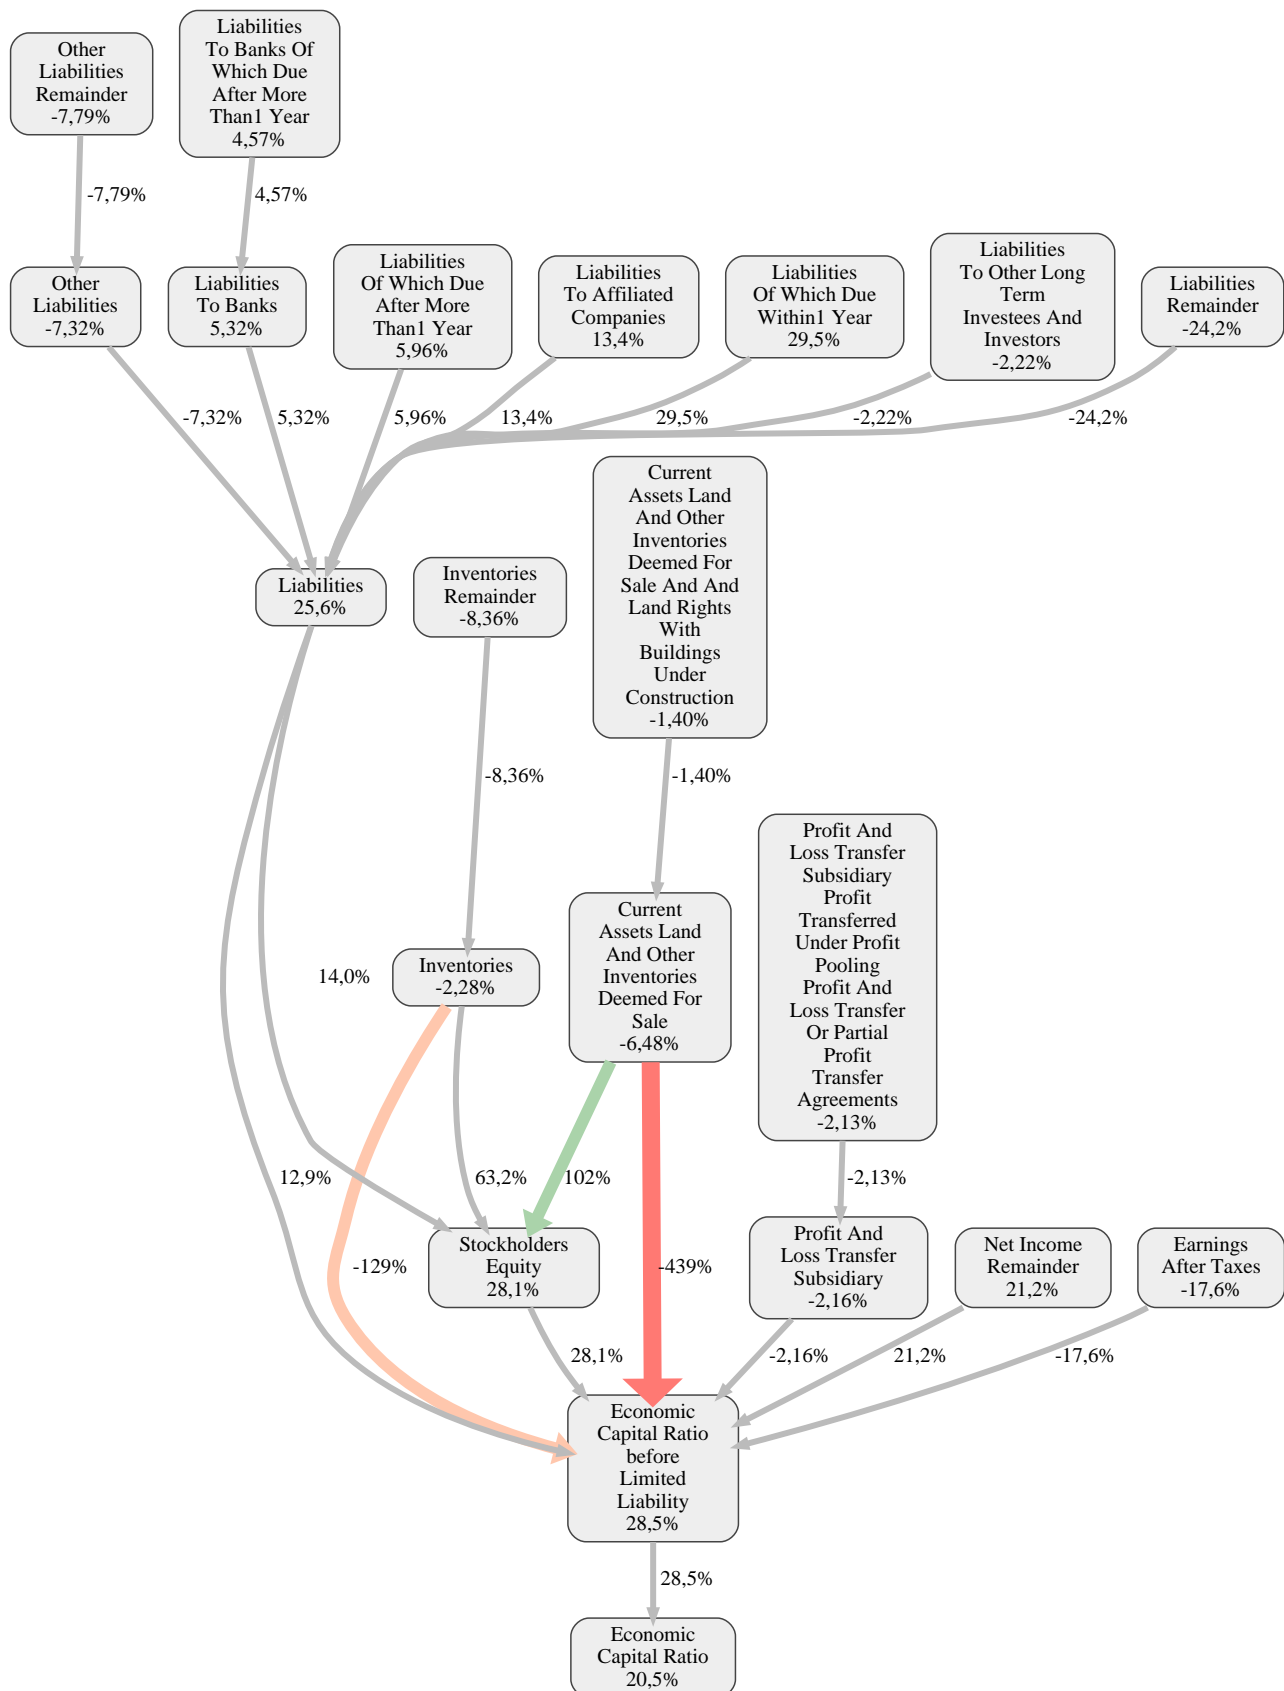 Other
Liabilities
Remainder
-7,79%
Liabilities
To Banks Of
Which Due
After More
Than1 Year
4,57%
-7,79%
4,57%
Other
Liabilities
-7,32%
Liabilities
To Banks
5,32%
Liabilities
Of Which Due
After More
Than1 Year
5,96%
Liabilities
To Affiliated
Companies
13,4%
Liabilities
Of Which Due
Within1 Year
29,5%
Liabilities
To Other Long
Term
Investees And
Investors
-2,22%
Liabilities
Remainder
-24,2%
-7,32%
5,32%
5,96%
13,4%
29,5%
-2,22%
-24,2%
Liabilities
25,6%
Inventories
Remainder
-8,36%
Current
Assets Land
And Other
Inventories
Deemed For
Sale And And
Land Rights
With
Buildings
Under
Construction
-1,40%
-8,36%
-1,40%
Inventories
-2,28%
Current
Assets Land
And Other
Inventories
Deemed For
Sale
-6,48%
Profit And
Loss Transfer
Subsidiary
Profit
Transferred
Under Profit
Pooling
Profit And
Loss Transfer
Or Partial
Profit
Transfer
Agreements
-2,13%
14,0%
12,9%
63,2%
102%
-2,13%
-129%
-439%
Stockholders
Equity
28,1%
Profit And
Loss Transfer
Subsidiary
-2,16%
Net Income
Remainder
21,2%
Earnings
After Taxes
-17,6%
28,1%
-2,16%
21,2%
-17,6%
Economic
Capital Ratio
before
Limited
Liability
28,5%
28,5%
Economic
Capital Ratio
20,5%